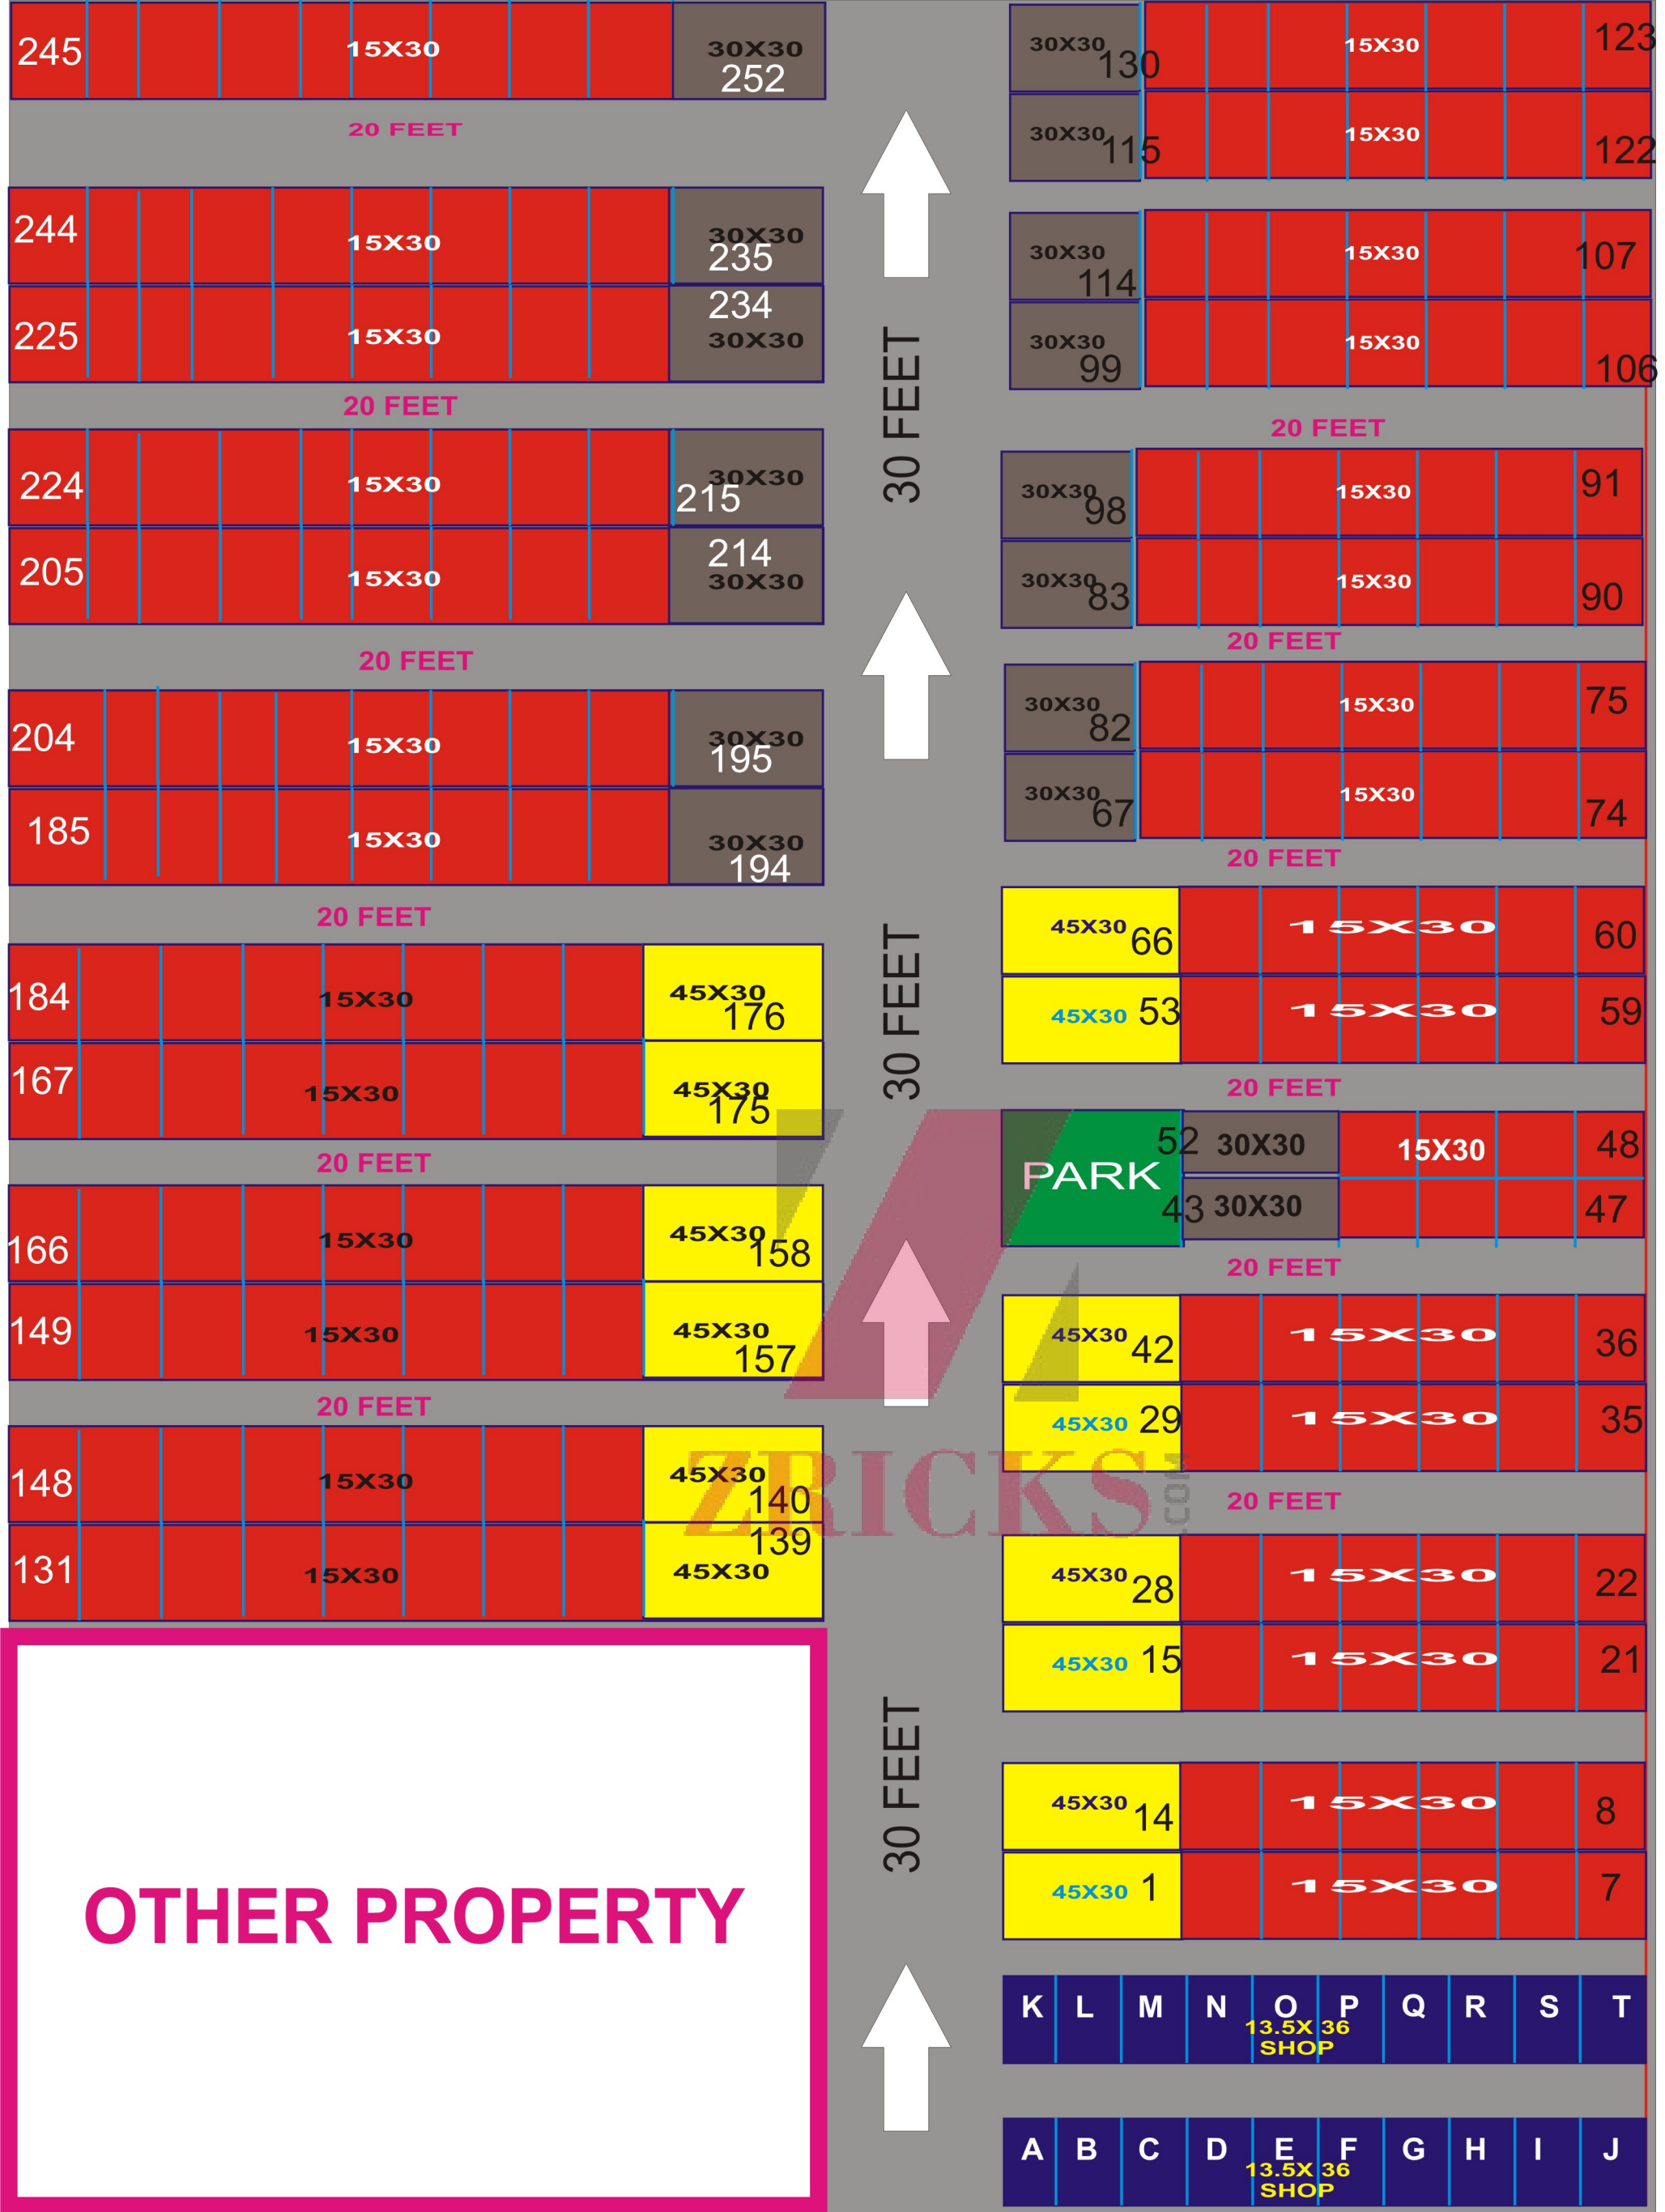 245 15X30 30X30
252
20 FEET
244 15X30 30X30
235
225 15X30 234
30X30
20 FEET
224 15X30 30X30
215
205 15X30 214
30X30
20 FEET
204 15X30 30X30
195
185 15X30 30X30
194
20 FEET
184 15X30 45X30
176
167 15X30 45X30
175
20 FEET
166 15X30 45X30
158
149 15X30 45X30
157
20 FEET
148 15X30 45X30
140
131 15X30 139
45X30
OTHER PROPERTY
30 FEET
30 FEET
30 FEET
30X30 130 15X30 123
30X30 115 15X30 122
30X30 114 15X30 107
30X30 99 15X30 106
20 FEET
30X30 98 15X30 91
30X30 83 15X30 90
20 FEET
30X30 82 15X30 75
30X30 67 15X30 74
20 FEET
45X30 66 15X30 60
45X30 53 15X30 59
20 FEET
PARK
52 30X30 15X30 48
43 30X30 47
20 FEET
45X30 42 15X30 36
45X30 29 15X30 35
20 FEET
45X30 28 15X30 22
45X30 15 15X30 21
45X30 14 15X30 8
45X30 1 15X30 7
K L M N O P Q R S T
13.5X 36
SHOP
A B C D E F G H I J
13.5X 36
SHOP
ZRICKS.COM